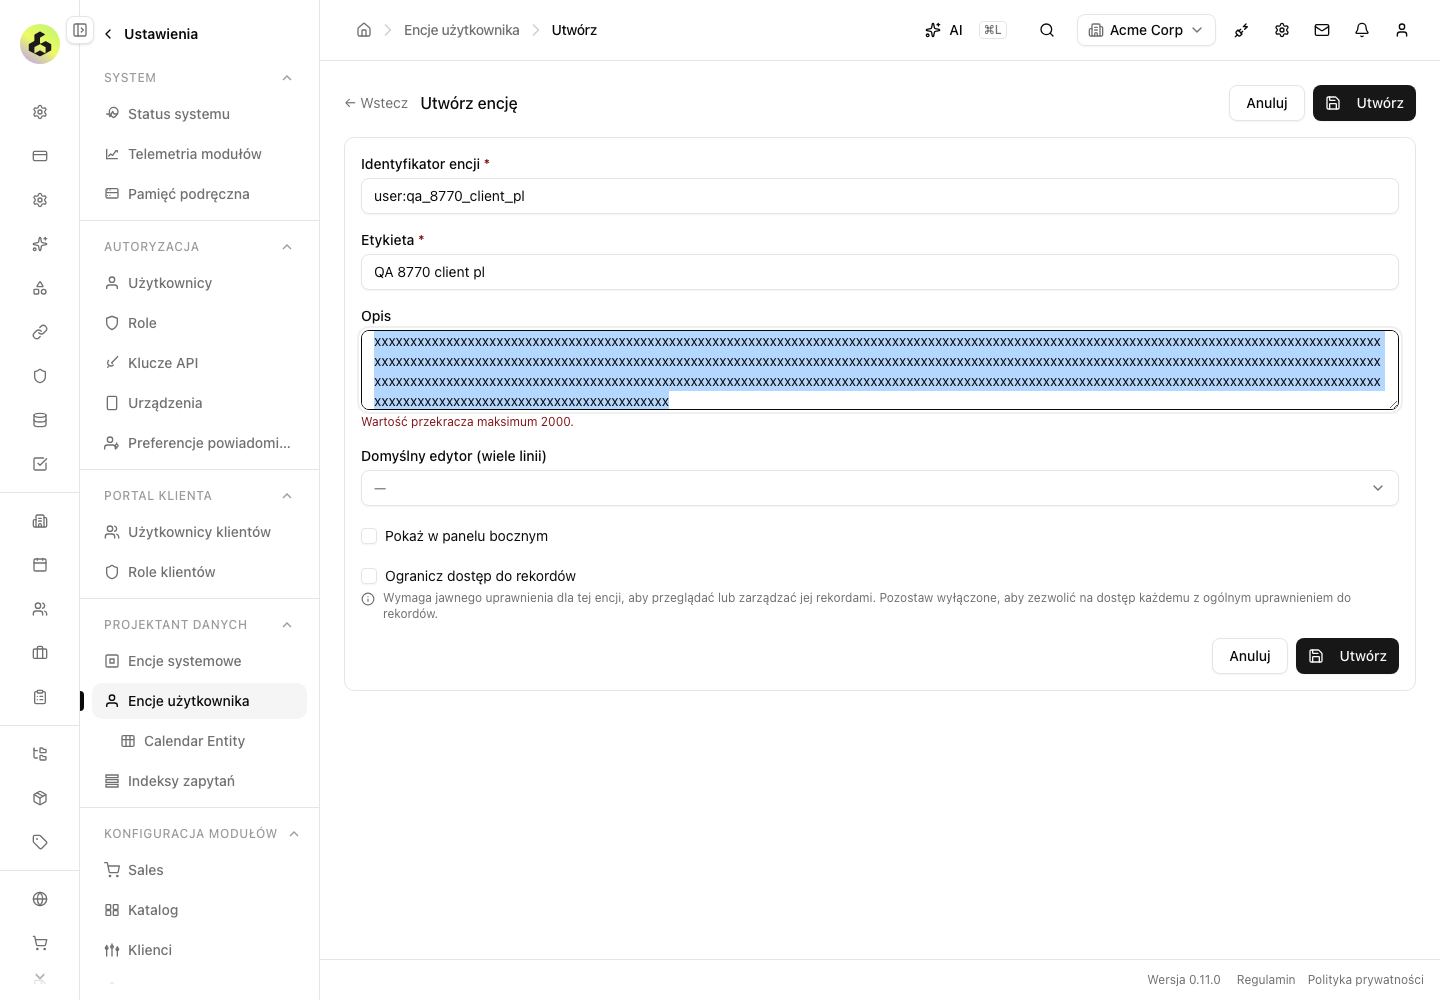 Ustawienia
Encje użytkownika
Utwórz
AI
⌘L
Acme Corp
SYSTEM
Status systemu
Telemetria modułów
Pamięć podręczna
AUTORYZACJA
Użytkownicy
Role
Klucze API
Urządzenia
Preferencje powiadomi...
PORTAL KLIENTA
Użytkownicy klientów
Role klientów
PROJEKTANT DANYCH
Encje systemowe
Encje użytkownika
Calendar Entity
Indeksy zapytań
KONFIGURACJA MODUŁÓW
Sales
Katalog
Klienci
← Wstecz
Utwórz encję
Anuluj
Utwórz
Identyfikator encji *
user:qa_8770_client_pl
Etykieta *
QA 8770 client pl
Opis
Wartość przekracza maksimum 2000.
Domyślny edytor (wiele linii)
—
Pokaż w panelu bocznym
Ogranicz dostęp do rekordów
Wymaga jawnego uprawnienia dla tej encji, aby przeglądać lub zarządzać jej rekordami. Pozostaw wyłączone, aby zezwolić na dostęp każdemu z ogólnym uprawnieniem do
rekordów.
Anuluj
Utwórz
Wersja 0.11.0
Regulamin
Polityka prywatności